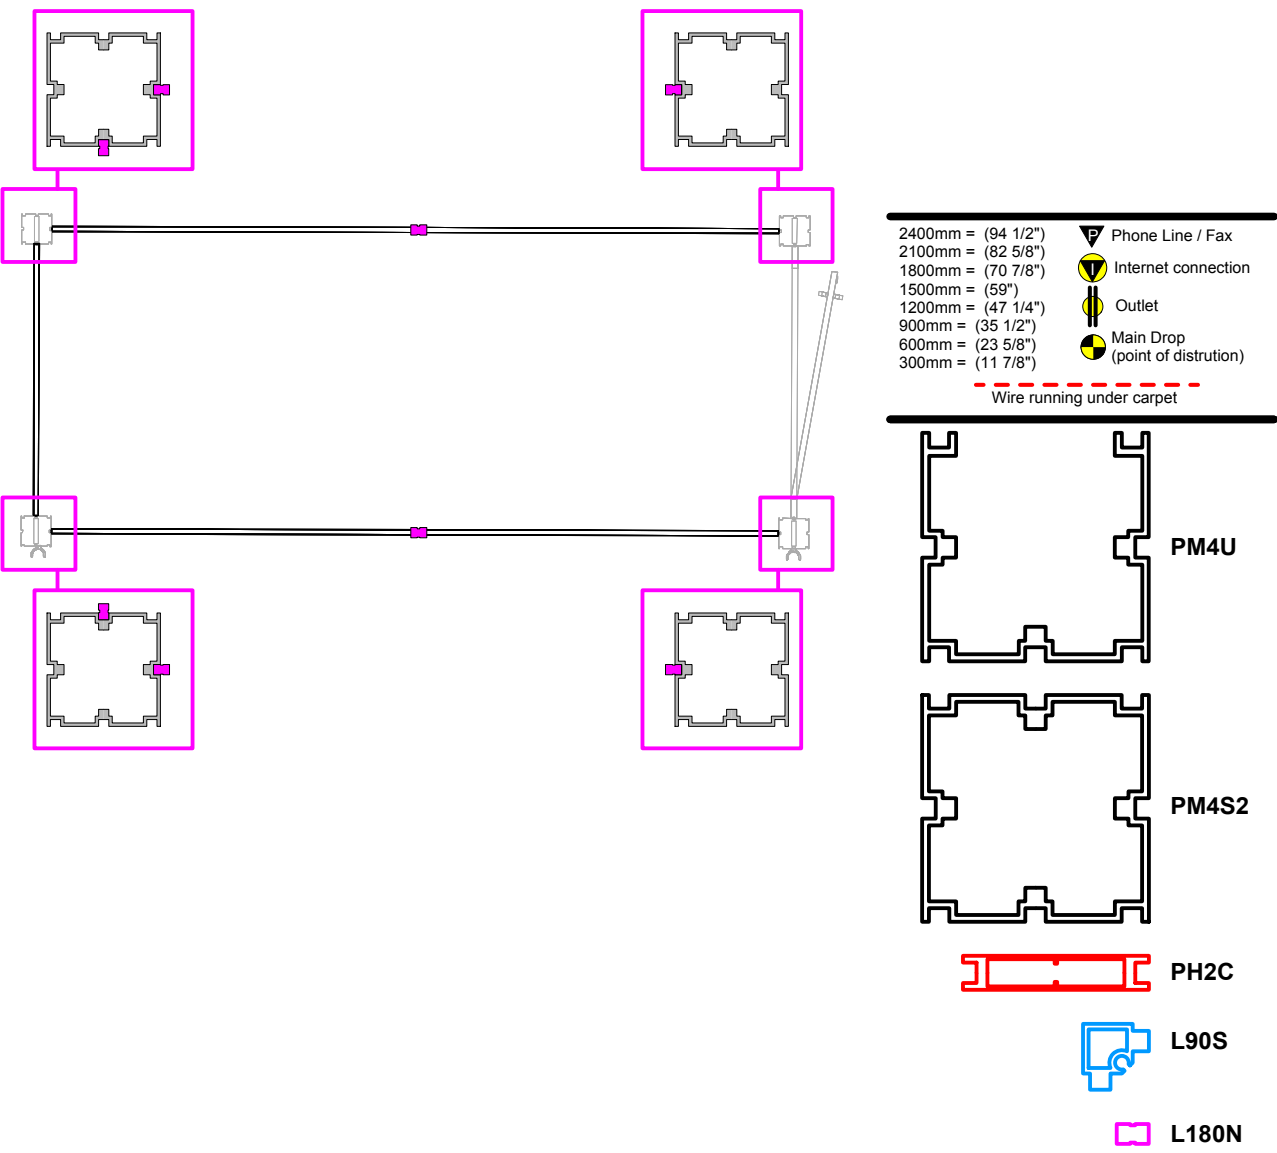 2400mm = (94 1/2")
2100mm = (82 5/8")
1800mm = (70 7/8")
1500mm = (59")
1200mm = (47 1/4")
900mm = (35 1/2")
600mm = (23 5/8")
300mm = (11 7/8")
P Phone Line / Fax
I Internet connection
Outlet
Main Drop
(point of distrution)
Wire running under carpet
PM4U
PM4S2
PH2C
L90S
L180N